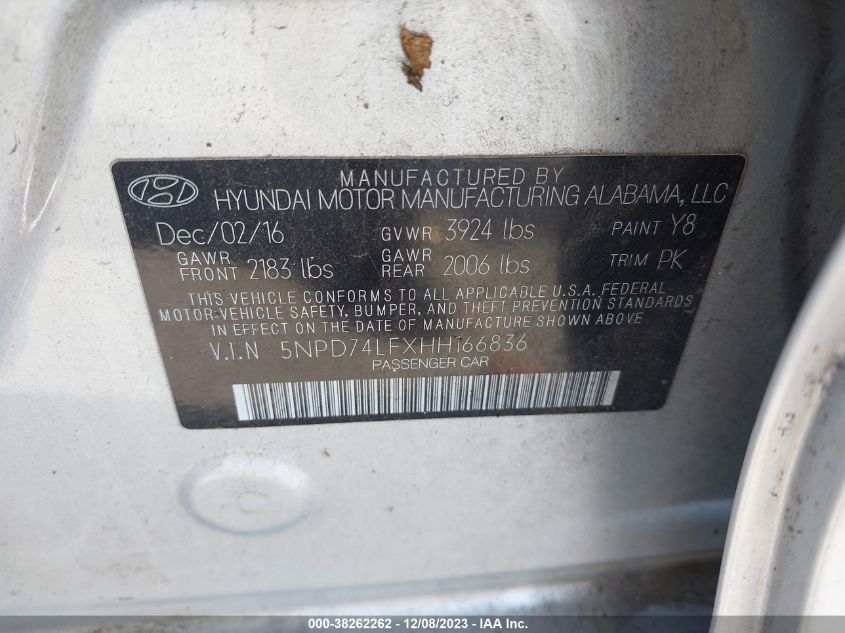 MANUFACTURED BY
HYUNDAI MOTOR MANUFACTURING ALABAMA, LLC
Dec/02/16 GVWR 3924 lbs PAINT Y8
GAWR FRONT 2183 lbs GAWR REAR 2006 lbs TRIM PK
THIS VEHICLE CONFORMS TO ALL APPLICABLE U.S.A. FEDERAL
MOTOR-VEHICLE SAFETY, BUMPER, AND THEFT PREVENTION STANDARDS
IN EFFECT ON THE DATE OF MANUFACTURE SHOWN ABOVE.
V.I.N 5NPD74LFXHH166836
PASSENGER CAR
000-38262262 - 12/08/2023 - IAA Inc.